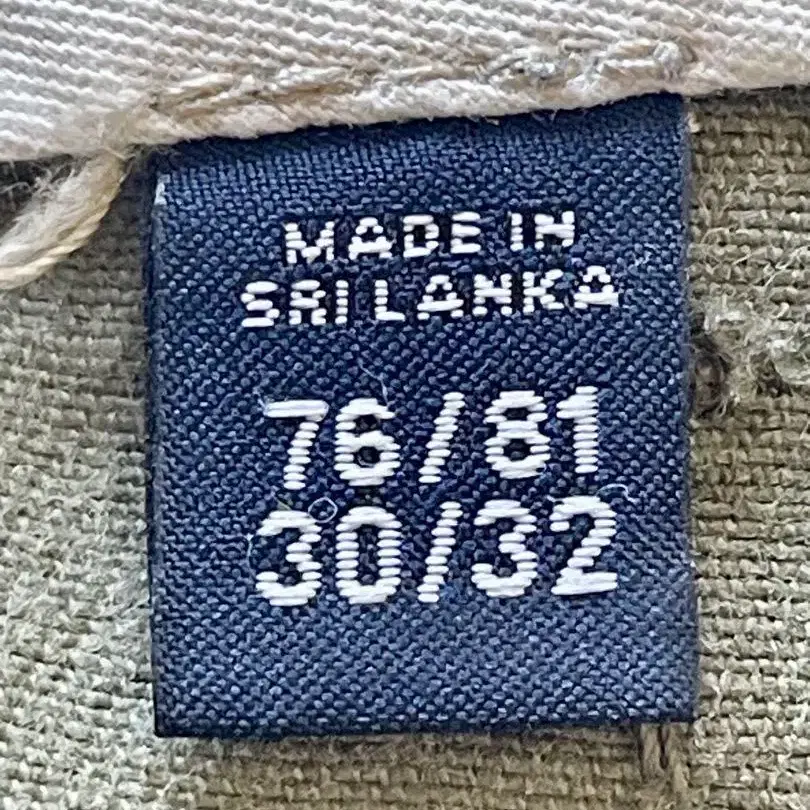 MADE IN
SRI LANKA
76/81
30/32